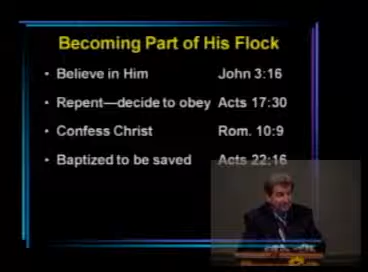 Becoming Part of His Flock
• Believe in Him John 3:16
• Repent—decide to obey Acts 17:30
• Confess Christ Rom. 10:9
• Baptized to be saved Acts 22:16